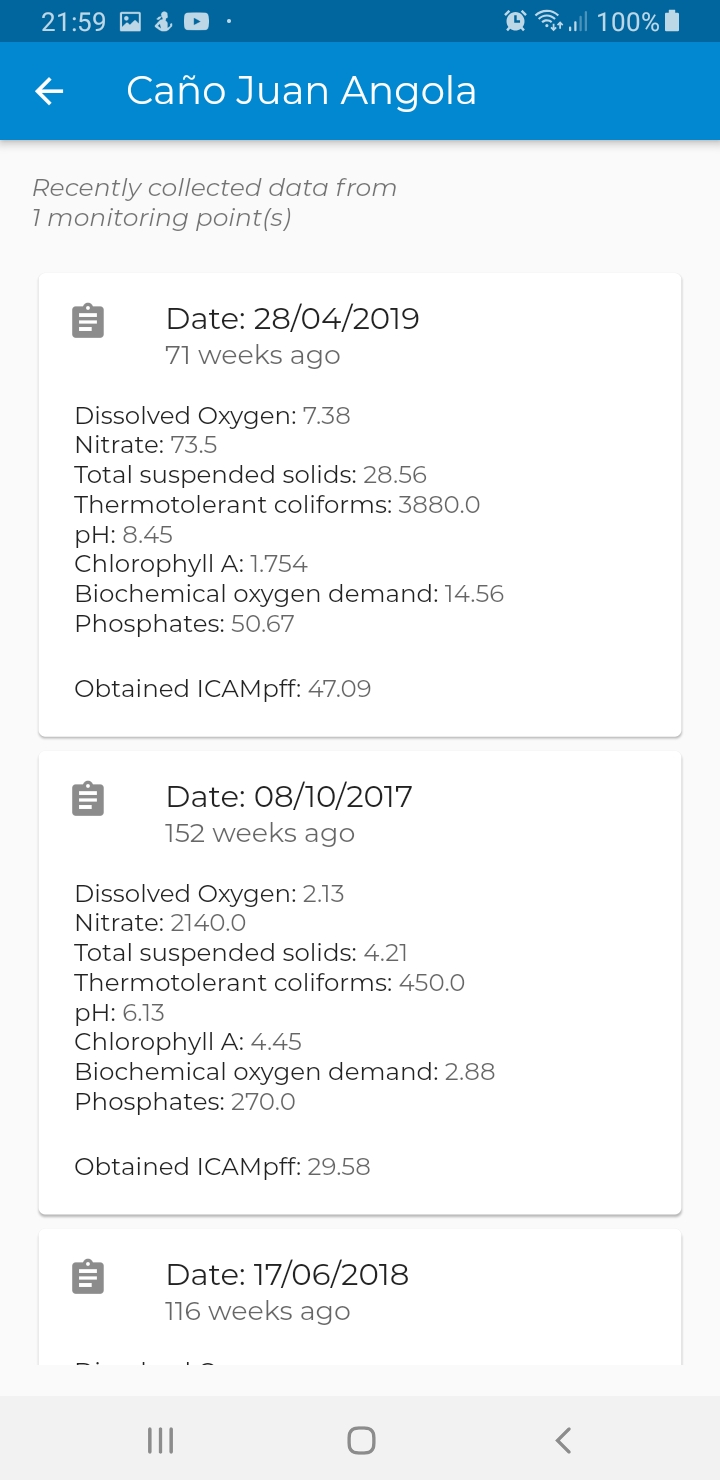 21:59
100%
Caño Juan Angola
Recently collected data from
1 monitoring point(s)
Date: 28/04/2019
71 weeks ago
Dissolved Oxygen: 7.38
Nitrate: 73.5
Total suspended solids: 28.56
Thermotolerant coliforms: 3880.0
pH: 8.45
Chlorophyll A: 1.754
Biochemical oxygen demand: 14.56
Phosphates: 50.67
Obtained ICAMpff: 47.09
Date: 08/10/2017
152 weeks ago
Dissolved Oxygen: 2.13
Nitrate: 2140.0
Total suspended solids: 4.21
Thermotolerant coliforms: 450.0
pH: 6.13
Chlorophyll A: 4.45
Biochemical oxygen demand: 2.88
Phosphates: 270.0
Obtained ICAMpff: 29.58
Date: 17/06/2018
116 weeks ago